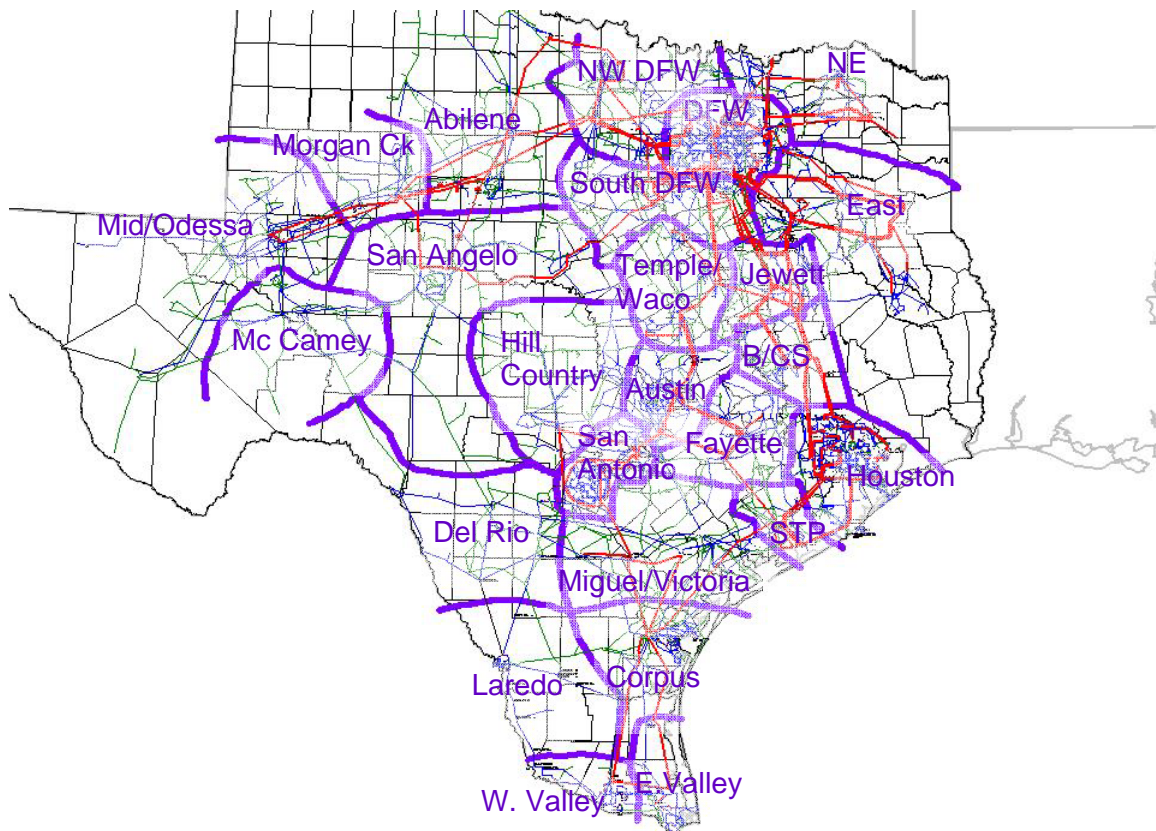 NW DFW
NE
DFW
Abilene
Morgan Ck
South DFW
East
Mid/Odessa
San Angelo
Temple/
Waco
Jewett
Mc Camey
Hill
Country
B/CS
Austin
San
Antonic
Fayette
Houston
Del Rio
STP
Miguel/Victoria
Laredo
Corpus
W. Valley
E.Valley